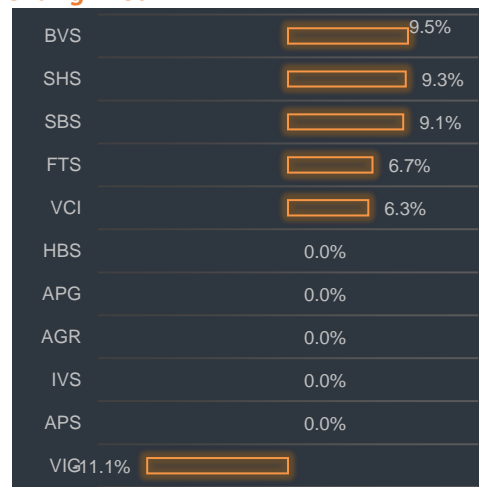 BVS 9.5%
SHS 9.3%
SBS 9.1%
FTS 6.7%
VCI 6.3%
HBS 0.0%
APG 0.0%
AGR 0.0%
IVS 0.0%
APS 0.0%
VIG 11.1%